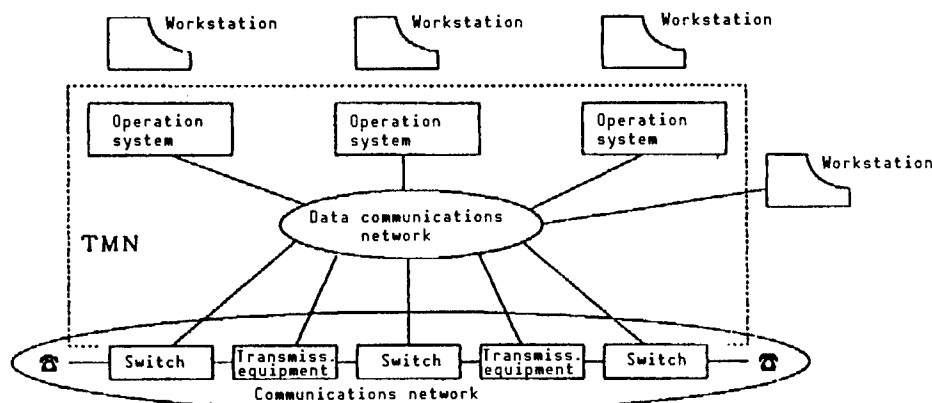 Workstation
Workstation
Workstation
Operation
system
Operation
system
Operation
system
Workstation
Data communications
network
TMN
Switch
Transmiss.
equipment
Switch
Transmiss.
equipment
Switch
Communications network